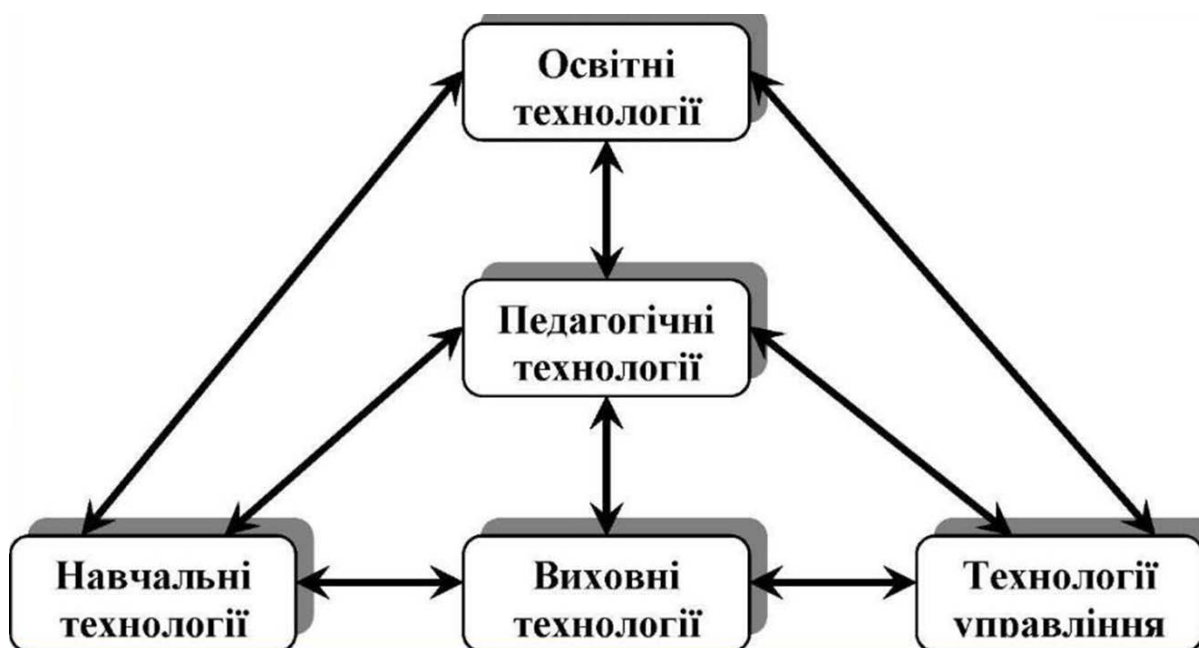 Освітні
технології
Педагогічні
технології
Навчальні
технології
Виховні
технології
Технології
управління